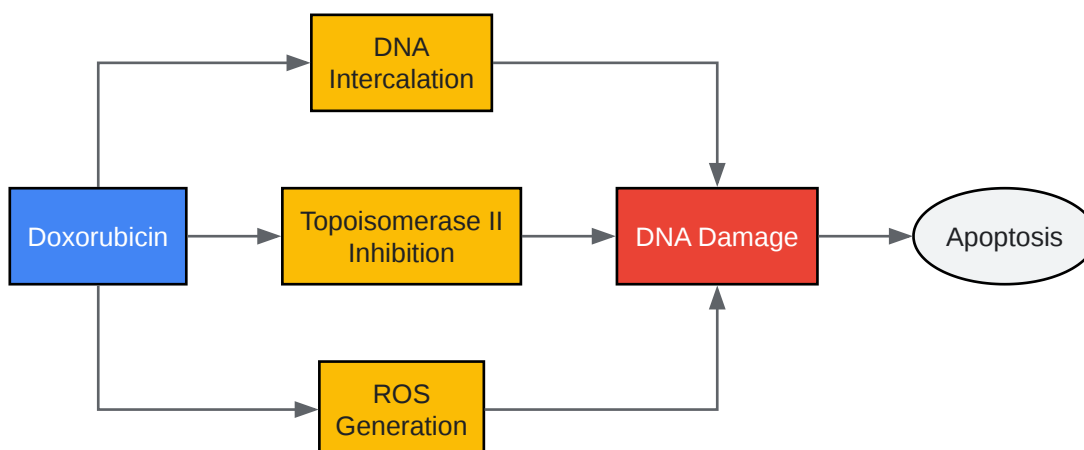 DNA
Intercalation
Doxorubicin
Topoisomerase II
Inhibition
DNA Damage
Apoptosis
ROS
Generation